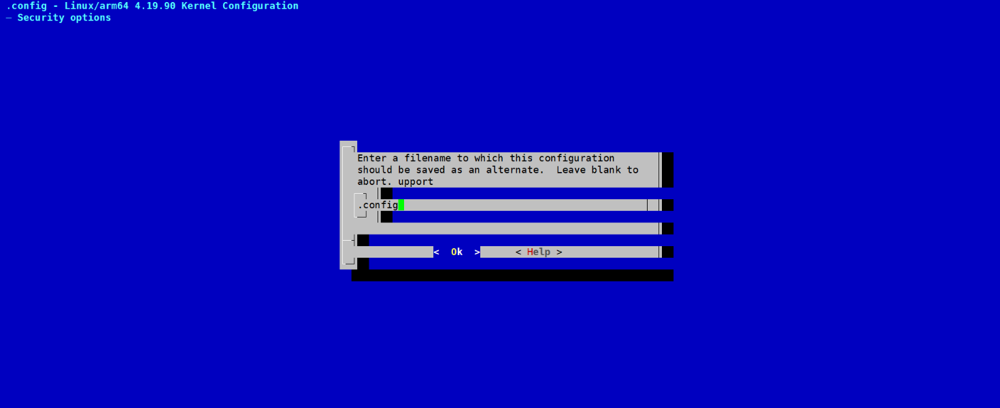 .config - Linux/arm64 4.19.90 Kernel Configuration
─ Security options
Enter a filename to which this configuration
should be saved as an alternate.  Leave blank to
abort. upport
.config
<  Ok  >      < Help >